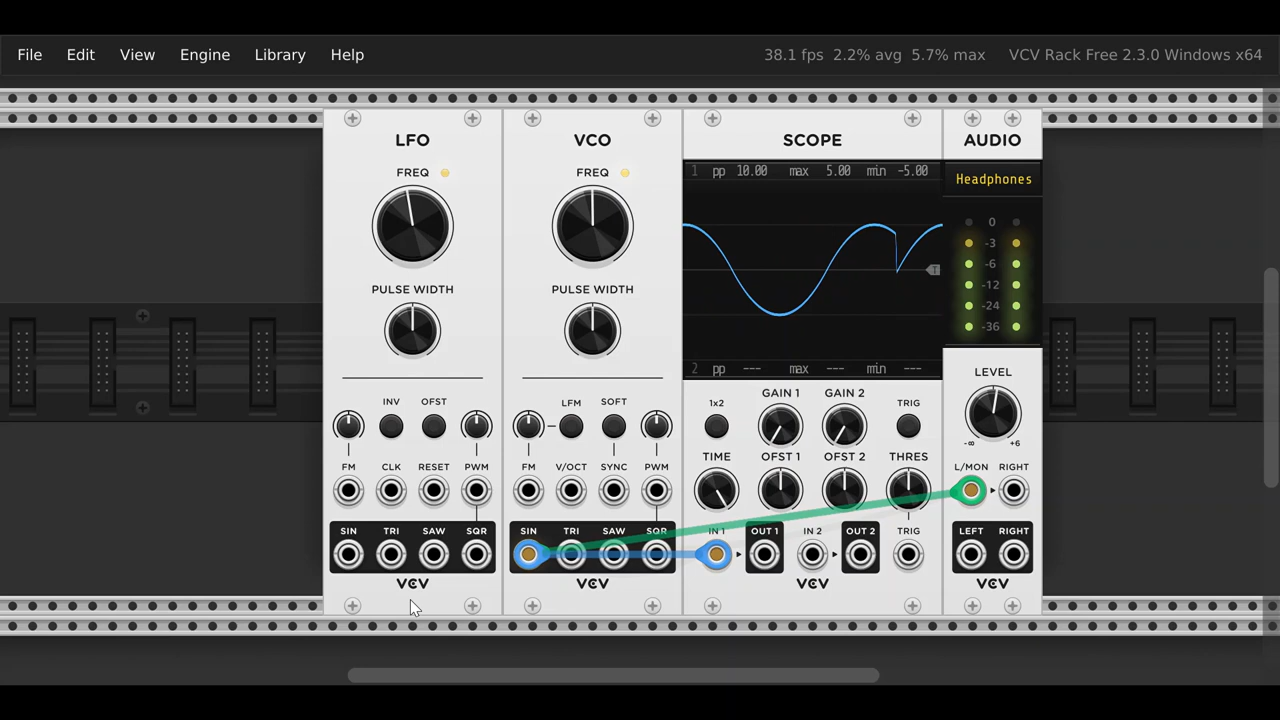 File Edit View Engine Library Help 38.1 fps 2.2% avg 5.7% max VCV Rack Free 2.3.0 Windows x64
LFO VCO SCOPE AUDIO
FREQ FREQ 1 pp 10.00 max 5.00 min -5.00 Headphones
0
-3
-6
-12
-24
-36
T
PULSE WIDTH PULSE WIDTH
2 pp --- max --- min --- LEVEL
INV OFST LFM SOFT 1x2 GAIN 1 GAIN 2 TRIG
-∞ +6
TIME OFST 1 OFST 2 THRES
FM CLK RESET PWM FM V/OCT SYNC PWM L/MON RIGHT
SIN TRI SAW SQR SIN TRI SAW SQR IN 1 OUT 1 IN 2 OUT 2 TRIG LEFT RIGHT
VCV VCV VCV VCV